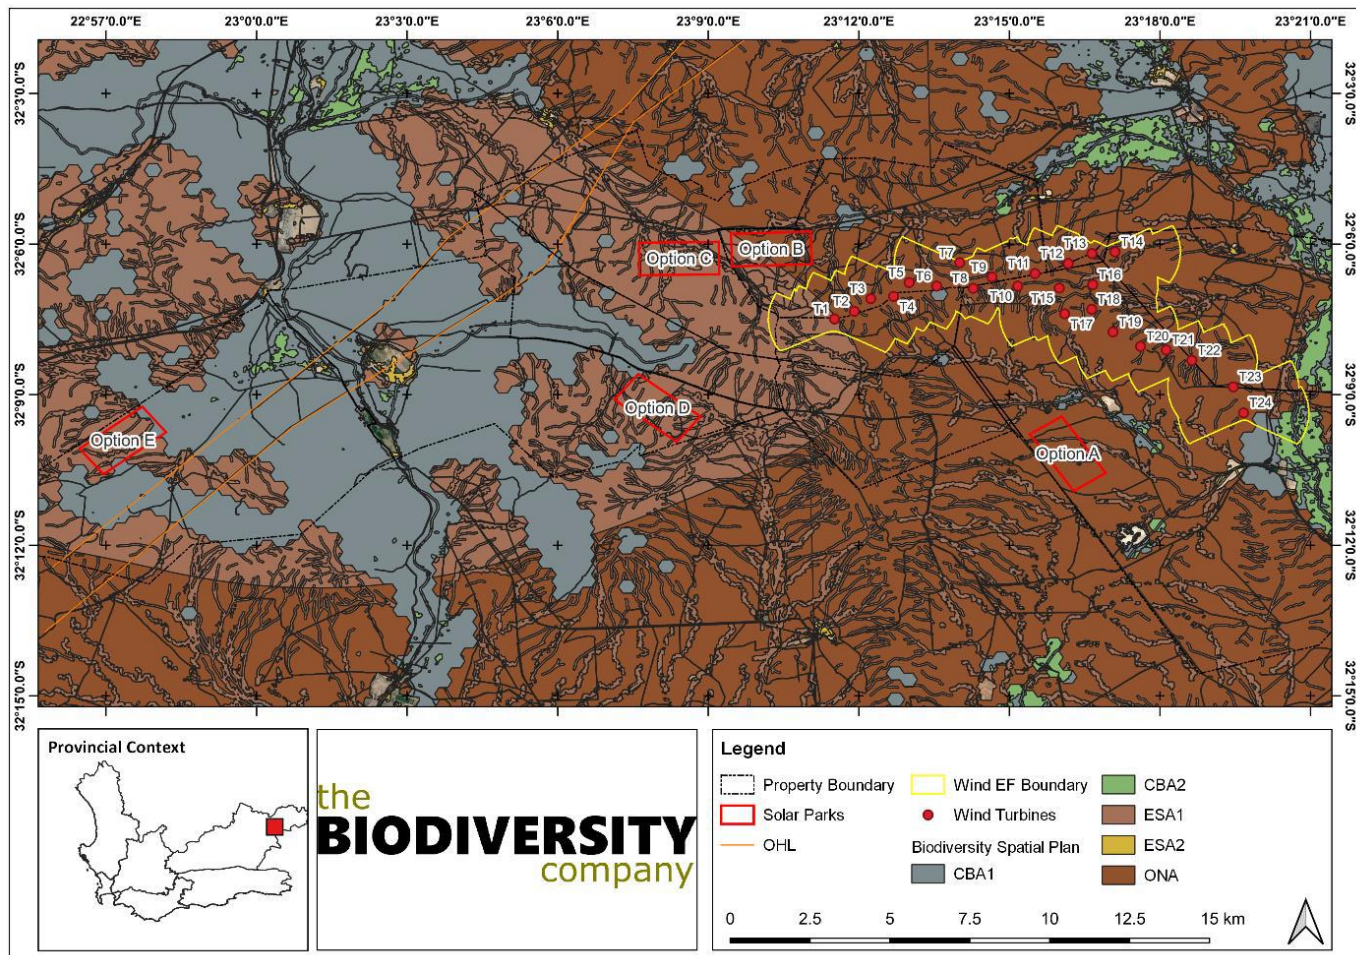 22°57'0.0"E 23°0'0.0"E 23°3'0.0"E 23°6'0.0"E 23°9'0.0"E 23°12'0.0"E 23°15'0.0"E 23°18'0.0"E 23°21'0.0"E
32°3'0.0"S 32°3'0.0"S
32°6'0.0"S 32°6'0.0"S
32°9'0.0"S 32°9'0.0"S
32°12'0.0"S 32°12'0.0"S
32°15'0.0"S 32°15'0.0"S
Option C
Option B
Option D
Option E
Option A
T1
T2
T3
T4
T5
T6
T7
T8
T9
T10
T11
T12
T13
T14
T15
T16
T17
T18
T19
T20
T21
T22
T23
T24
Provincial Context
the
BIODIVERSITY
company
Legend
Property Boundary
Solar Parks
OHL
Wind EF Boundary
Wind Turbines
Biodiversity Spatial Plan
CBA1
CBA2
ESA1
ESA2
ONA
0 2.5 5 7.5 10 12.5 15 km